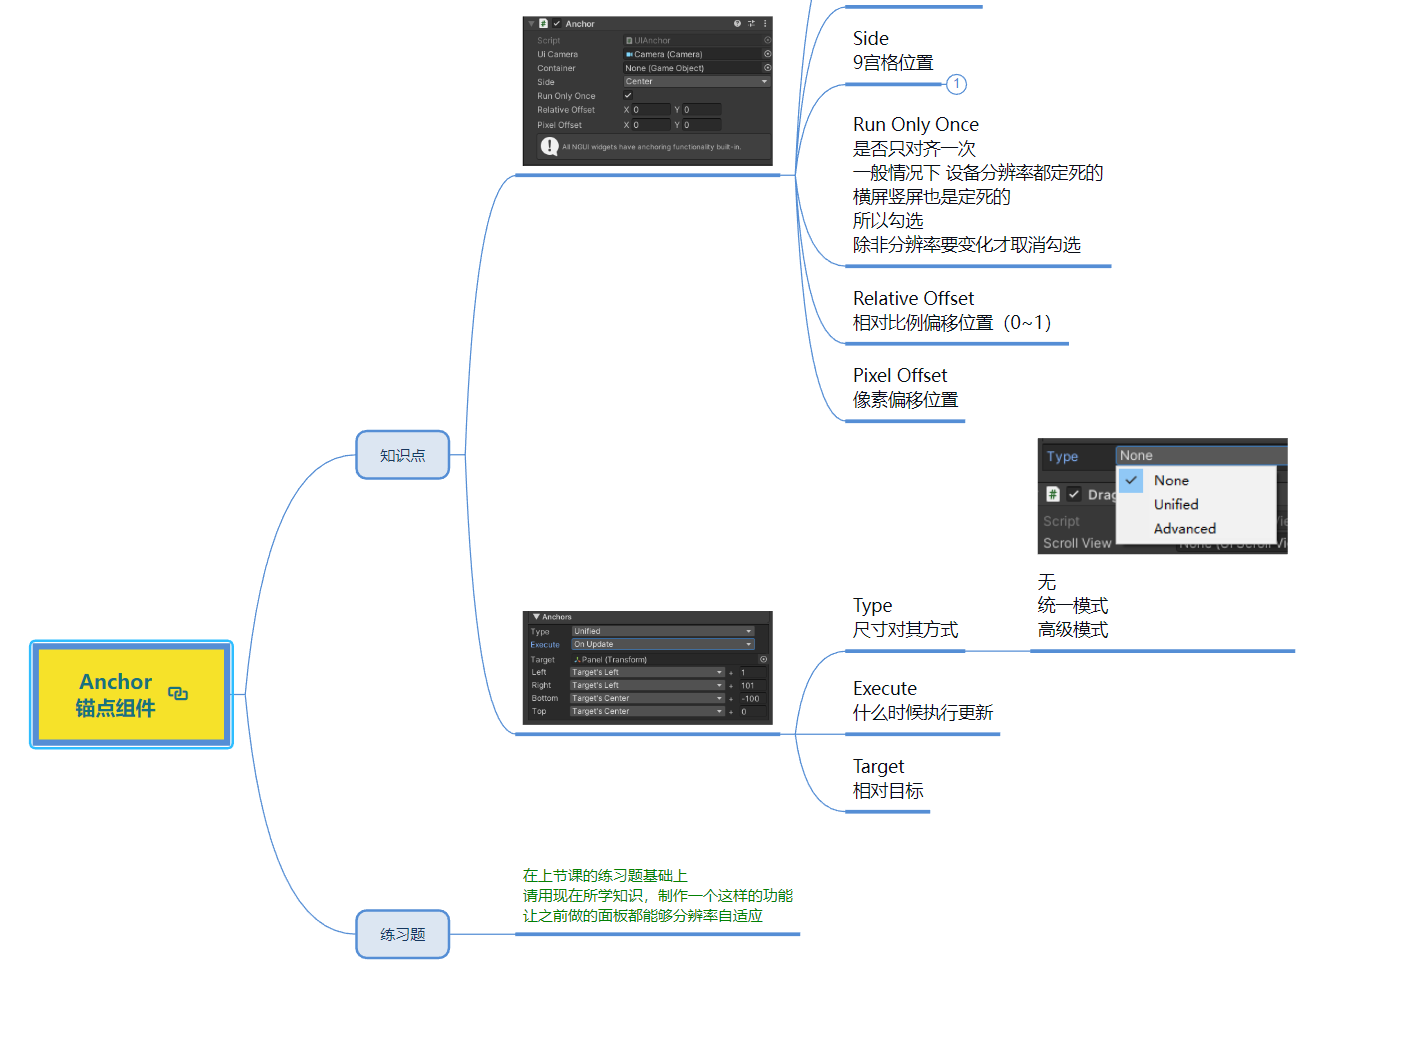 Anchor
Script
UIAnchor
Ui Camera
Camera (Camera)
Container
None (Game Object)
Side
Center
Run Only Once
Relative Offset
X 0
Y 0
Pixel Offset
X 0
Y 0
All NGUI widgets have anchoring functionality built-in.
Side
9宫格位置
1
Run Only Once
是否只对齐一次
一般情况下 设备分辨率都定死的
横屏竖屏也是定死的
所以勾选
除非分辨率要变化才取消勾选
Relative Offset
相对比例偏移位置（0~1）
Pixel Offset
像素偏移位置
知识点
Type
None
None
Unified
Advanced
Drag
Script
Scroll View
无
统一模式
高级模式
Anchors
Type
Unified
Execute
On Update
Target
Panel (Transform)
Left
Target's Left
+ 1
Right
Target's Left
+ 101
Bottom
Target's Center
+ -100
Top
Target's Center
+ 0
Type
尺寸对其方式
Execute
什么时候执行更新
Target
相对目标
Anchor
锚点组件
练习题
在上节课的练习题基础上
请用现在所学知识，制作一个这样的功能
让之前做的面板都能够分辨率自适应